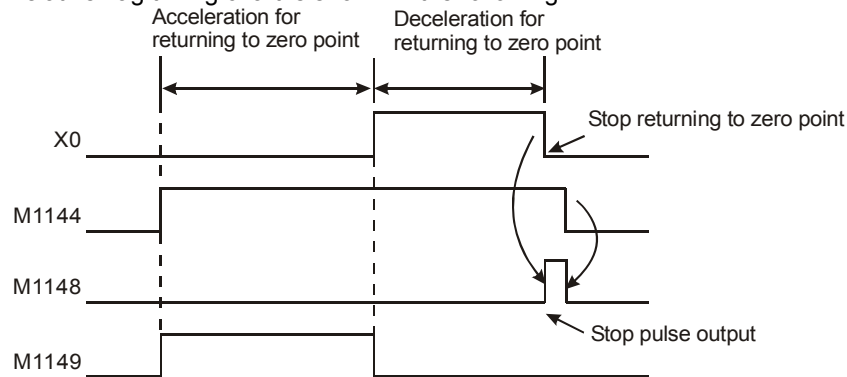 Acceleration for
returning to zero point
Deceleration for
returning to zero point
Stop returning to zero point
X0
M1144
M1148
Stop pulse output
M1149